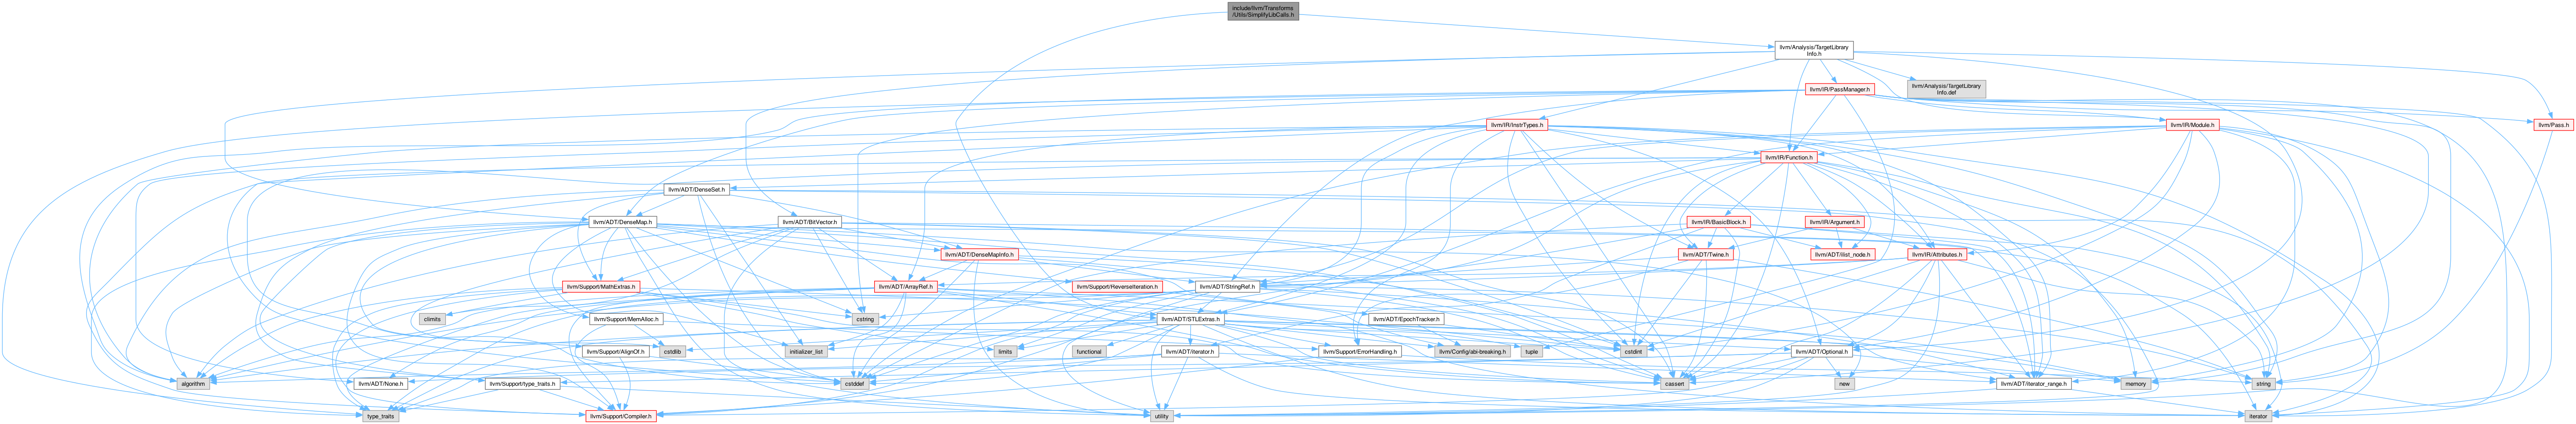 include/llvm/Transforms
/Utils/SimplifyLibCalls.h
llvm/Analysis/TargetLibrary
Info.h
llvm/IR/PassManager.h
llvm/Analysis/TargetLibrary
Info.def
llvm/IR/InstrTypes.h
llvm/IR/Module.h
llvm/Pass.h
llvm/IR/Function.h
llvm/ADT/DenseSet.h
llvm/ADT/DenseMap.h
llvm/ADT/BitVector.h
llvm/IR/BasicBlock.h
llvm/IR/Argument.h
llvm/ADT/DenseMapInfo.h
llvm/ADT/Twine.h
llvm/ADT/ilist_node.h
llvm/IR/Attributes.h
llvm/Support/MathExtras.h
llvm/ADT/ArrayRef.h
llvm/Support/ReverseIteration.h
llvm/ADT/StringRef.h
climits
llvm/Support/MemAlloc.h
cstring
llvm/ADT/STLExtras.h
llvm/ADT/EpochTracker.h
llvm/Support/AlignOf.h
cstdlib
initializer_list
limits
functional
llvm/ADT/iterator.h
llvm/Support/ErrorHandling.h
llvm/Config/abi-breaking.h
tuple
cstdint
llvm/ADT/Optional.h
algorithm
llvm/ADT/None.h
llvm/Support/type_traits.h
cstddef
cassert
new
llvm/ADT/iterator_range.h
memory
string
type_traits
llvm/Support/Compiler.h
utility
iterator